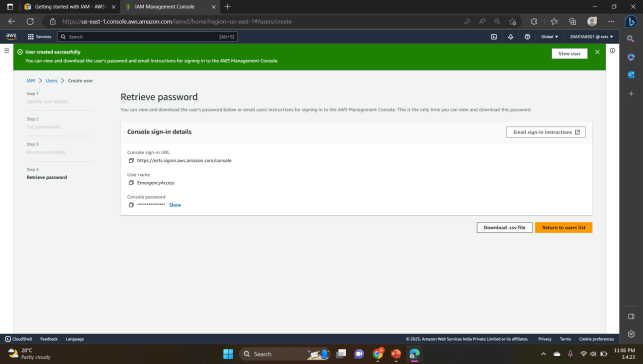 Getting started with IAM - AWS
IAM Management Console
https://us-east-1.console.aws.amazon.com/iamv2/home?region=us-east-1#/users/create
aws
Services
Search
[Alt+S]
Global
User created successfully
You can view and download the user's password and email instructions for signing in to the AWS Management Console.
View user
IAM > Users > Create user
Step 1
Specify user details
Step 2
Set permissions
Step 3
Review and create
Step 4
Retrieve password
Retrieve password
You can view and download the user's password below or email users instructions for signing in to the AWS Management Console. This is the only time you can view and download this password.
Console sign-in details
Email sign-in instructions
Console sign-in URL
User name
EmergencyAccess
Console password
************** Show
Download .csv file
Return to users list
CloudShell
Feedback
Language
© 2023, Amazon Web Services India Private Limited or its affiliates.
Privacy
Terms
Cookie preferences
28°C
Partly cloudy
Search
11:06 PM
3.4.23